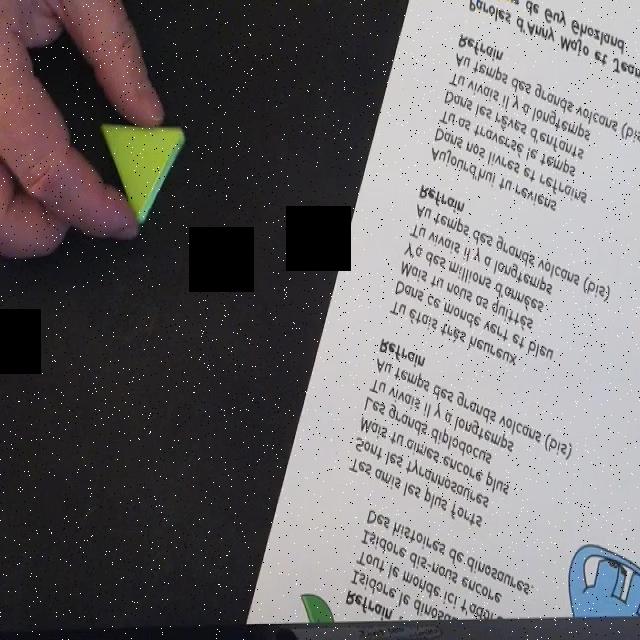 Refrain
Isidore le dinosaure
Tout le monde ici t'adore
Isidore dis-nous encore
Des histoires de dinosaures.
Tes amis les plus forts
Sont les tyrannosaures
Mais tu aimes encore plus
Les grands diplodocus
Tu vivais il y a longtemps
Au temps des grands volcans (bis)
Refrain
Tu étais très heureux
Dans ce monde vert et bleu
Mais tu nous as quittés
Y'a des millions d'années
Tu vivais il y a longtemps
Au temps des grands volcans (bis)
Refrain
Aujourd'hui tu reviens
Dans nos livres et refrains
Tu as traversé le temps
Dans les rêves d'enfants
Tu vivais il y a longtemps
Au temps des grands volcans (bis)
Refrain
Paroles d'Anny Mojo et Jean
de Guy Ghozland.